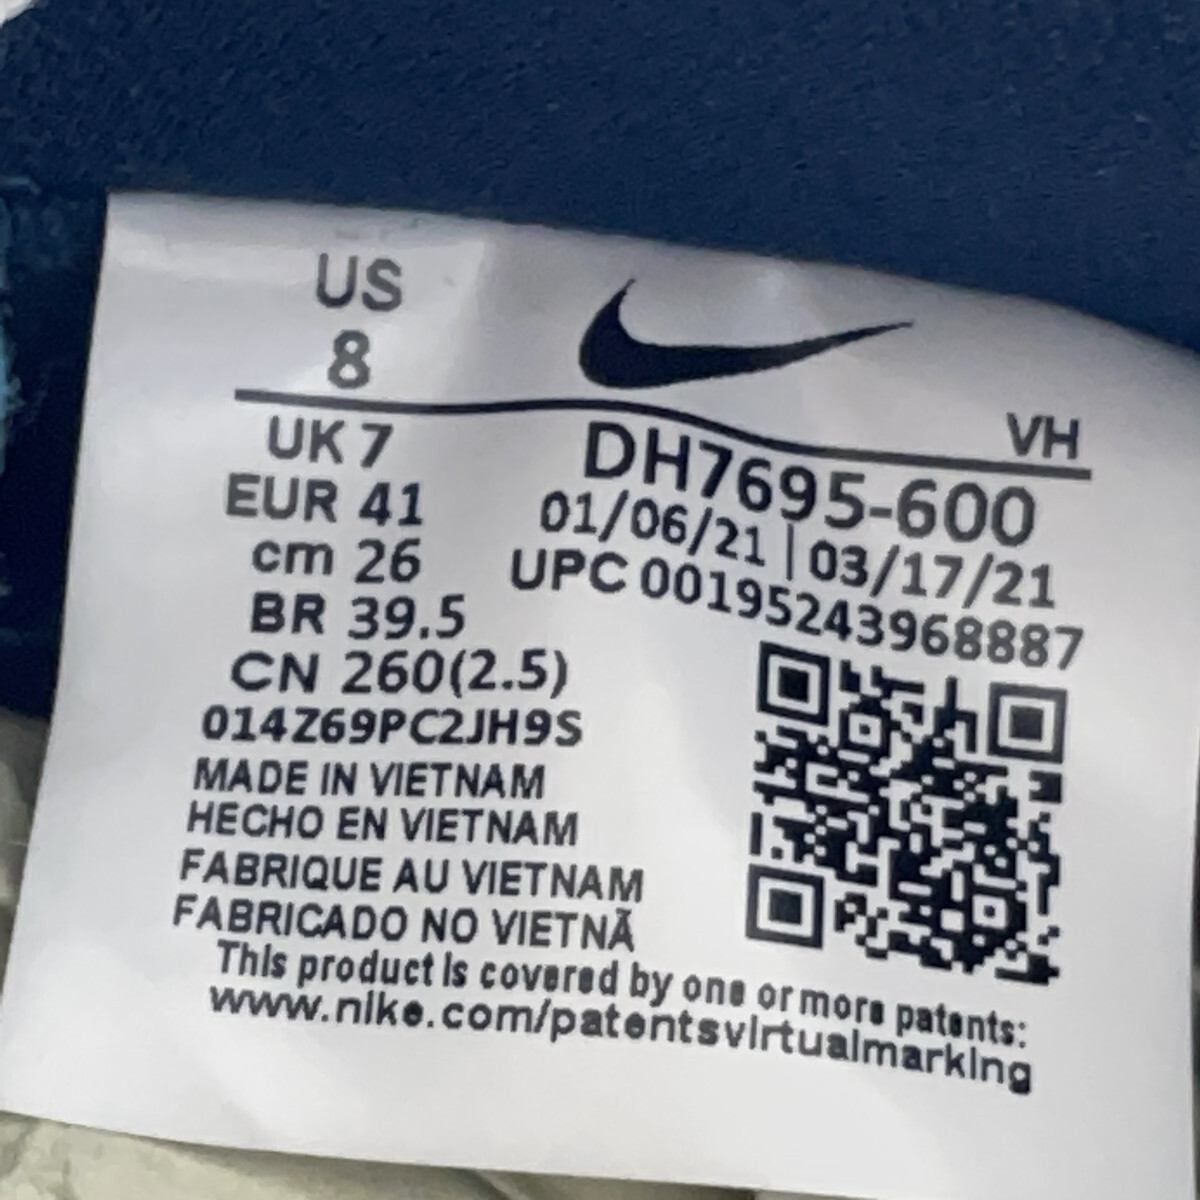 US
8
VH
UK 7
EUR 41
cm 26
BR 39.5
CN 260(2.5)
014Z69PC2JH9S
DH7695-600
01/06/21 | 03/17/21
UPC 00195243968887
MADE IN VIETNAM
HECHO EN VIETNAM
FABRIQUE AU VIETNAM
FABRICADO NO VIETNÃ
This product is covered by one or more patents:
www.nike.com/patentsvirtualmarking